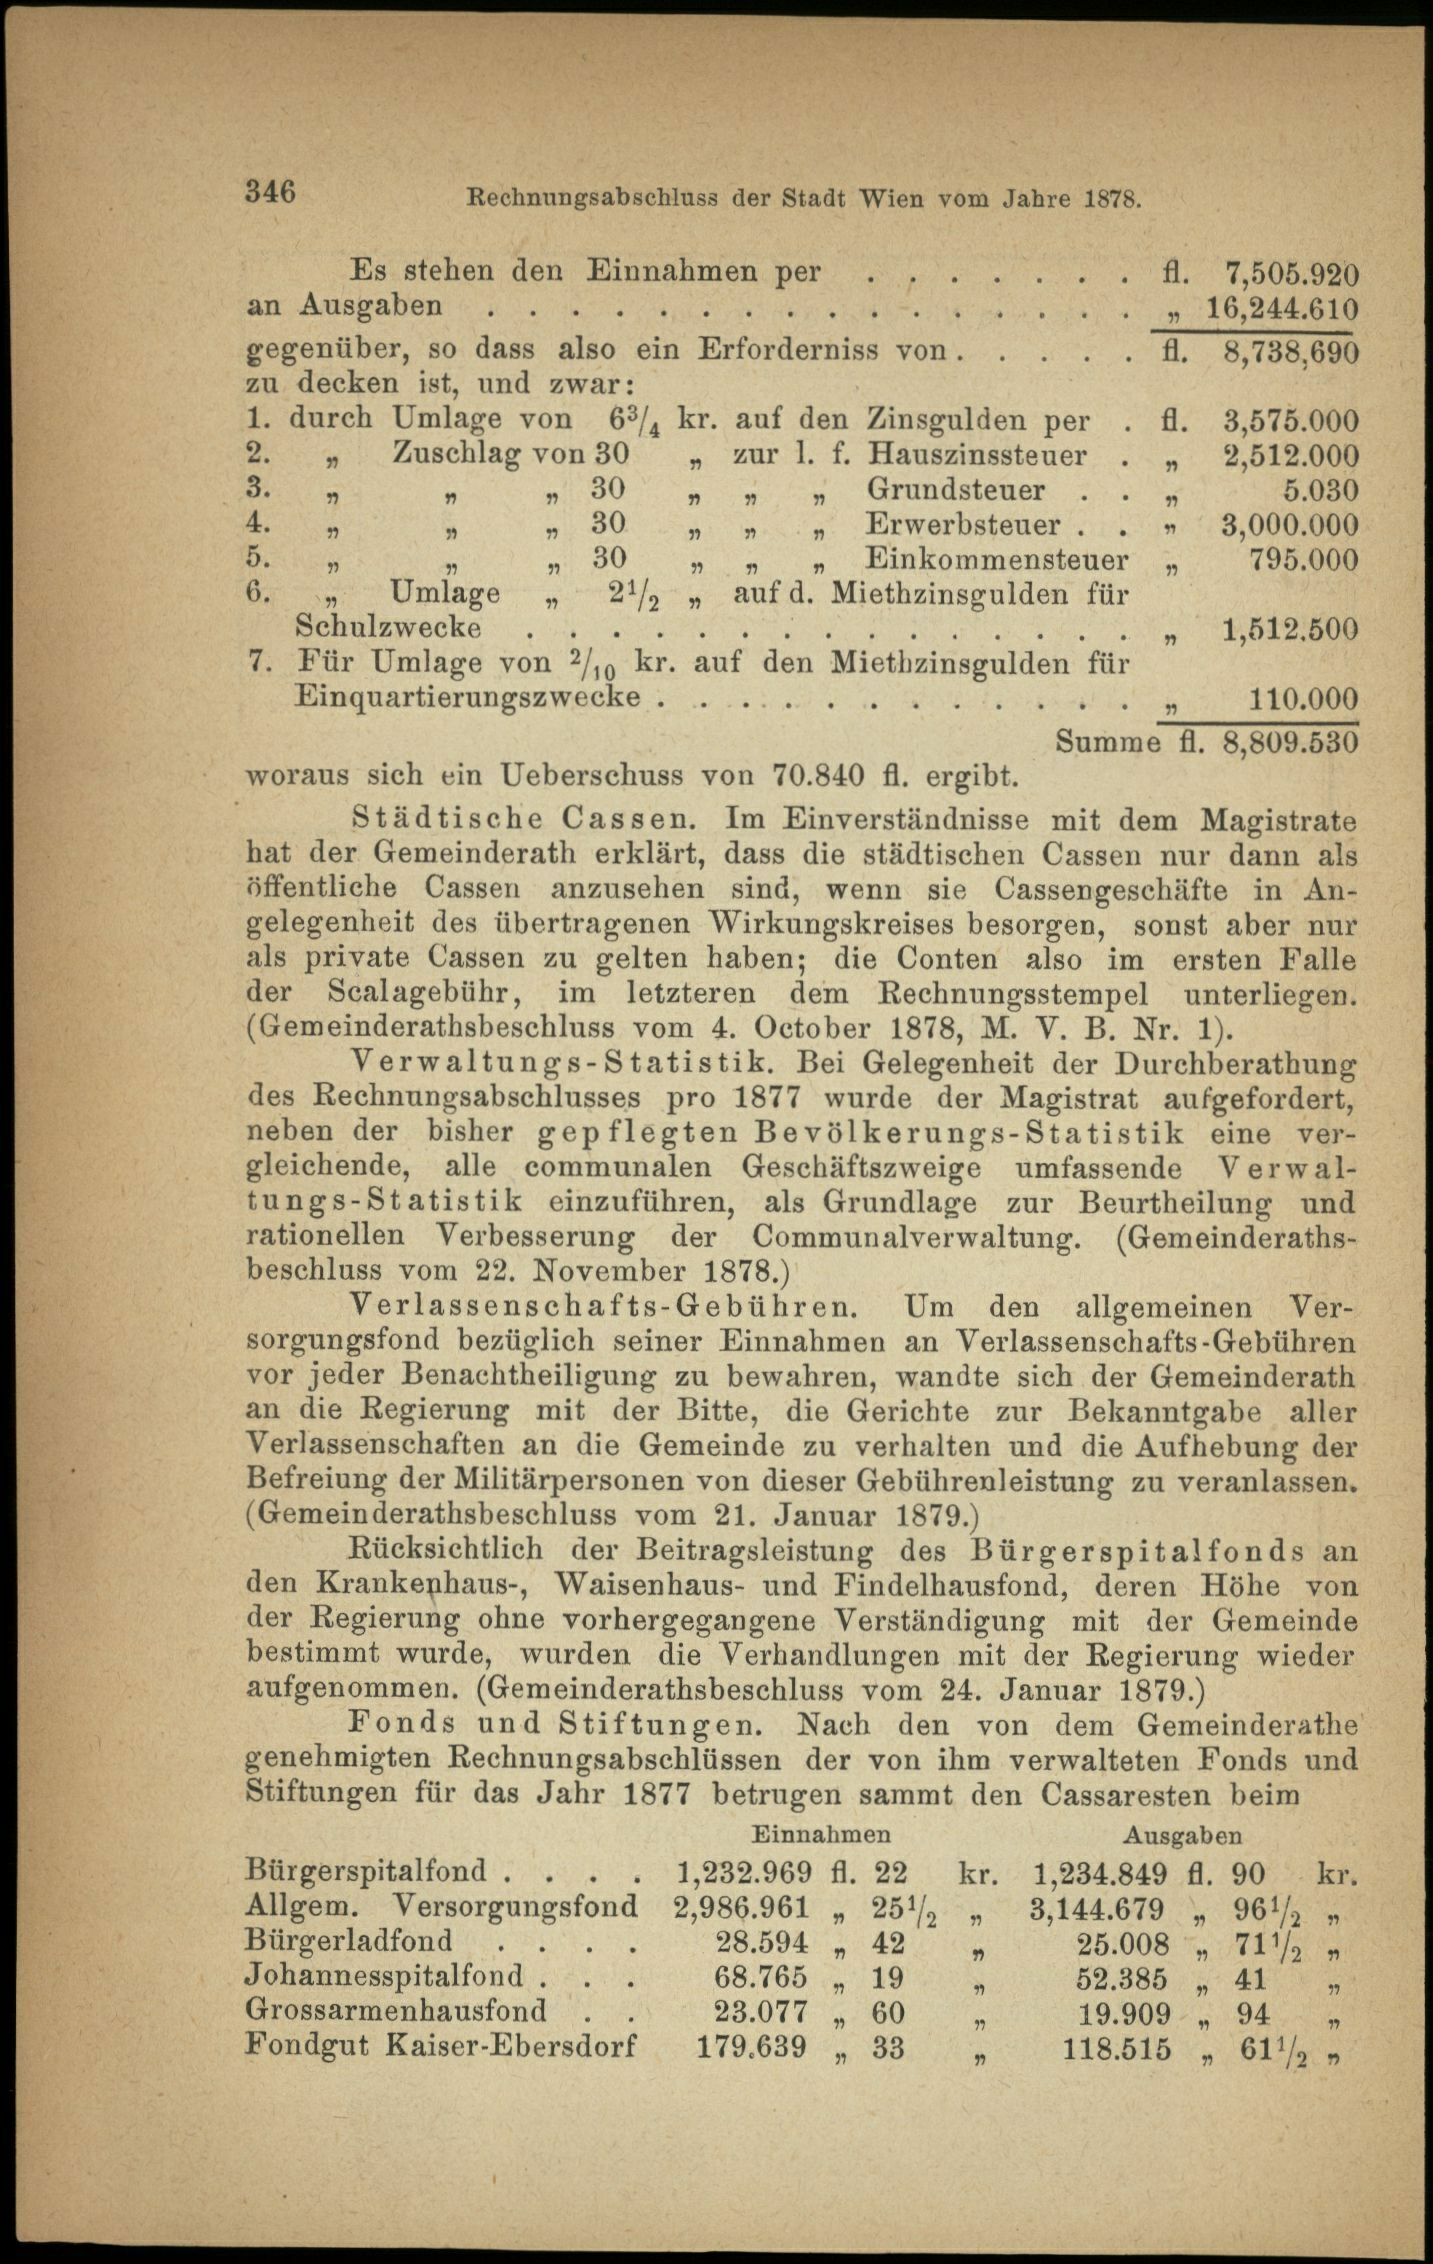 346 Rechnungsabschluss der Stadt Wien vom Jahre 1878.
Es stehen den Einnahmen per . . . . . . . fl. 7,505.920
an Ausgaben . . . . . . . . . . . . . . . . „ 16,244.610
gegenüber, so dass also ein Erforderniss von . . . . . fl. 8,738,690
zu decken ist, und zwar:
1. durch Umlage von 6³/₄ kr. auf den Zinsgulden per . fl. 3,575.000
2. „ Zuschlag von 30 „ zur l. f. Hauszinssteuer . „ 2,512.000
3. „ „ „ 30 „ „ „ Grundsteuer . . „ 5.030
4. „ „ „ 30 „ „ „ Erwerbsteuer . . „ 3,000.000
5. „ „ „ 30 „ „ „ Einkommensteuer „ 795.000
6. „ Umlage „ 2¹/₂ „ auf d. Miethzinsgulden für
Schulzwecke . . . . . . . . . . . . . . . „ 1,512.500
7. Für Umlage von ²/₁₀ kr. auf den Miethzinsgulden für
Einquartierungszwecke . . . . . . . . . . . . „ 110.000
Summe fl. 8,809.530
woraus sich ein Ueberschuss von 70.840 fl. ergibt.
Städtische Cassen. Im Einverständnisse mit dem Magistrate
hat der Gemeinderath erklärt, dass die städtischen Cassen nur dann als
öffentliche Cassen anzusehen sind, wenn sie Cassengeschäfte in An-
gelegenheit des übertragenen Wirkungskreises besorgen, sonst aber nur
als private Cassen zu gelten haben; die Conten also im ersten Falle
der Scalagebühr, im letzteren dem Rechnungsstempel unterliegen.
(Gemeinderathsbeschluss vom 4. October 1878, M. V. B. Nr. 1).
Verwaltungs-Statistik. Bei Gelegenheit der Durchberathung
des Rechnungsabschlusses pro 1877 wurde der Magistrat aufgefordert,
neben der bisher gepflegten Bevölkerungs-Statistik eine ver-
gleichende, alle communalen Geschäftszweige umfassende Verwal-
tungs-Statistik einzuführen, als Grundlage zur Beurtheilung und
rationellen Verbesserung der Communalverwaltung. (Gemeinderaths-
beschluss vom 22. November 1878.)
Verlassenschafts-Gebühren. Um den allgemeinen Ver-
sorgungsfond bezüglich seiner Einnahmen an Verlassenschafts-Gebühren
vor jeder Benachtheiligung zu bewahren, wandte sich der Gemeinderath
an die Regierung mit der Bitte, die Gerichte zur Bekanntgabe aller
Verlassenschaften an die Gemeinde zu verhalten und die Aufhebung der
Befreiung der Militärpersonen von dieser Gebührenleistung zu veranlassen.
(Gemeinderathsbeschluss vom 21. Januar 1879.)
Rücksichtlich der Beitragsleistung des Bürgerspitalfonds an
den Krankenhaus-, Waisenhaus- und Findelhausfond, deren Höhe von
der Regierung ohne vorhergegangene Verständigung mit der Gemeinde
bestimmt wurde, wurden die Verhandlungen mit der Regierung wieder
aufgenommen. (Gemeinderathsbeschluss vom 24. Januar 1879.)
Fonds und Stiftungen. Nach den von dem Gemeinderathe
genehmigten Rechnungsabschlüssen der von ihm verwalteten Fonds und
Stiftungen für das Jahr 1877 betrugen sammt den Cassaresten beim
Einnahmen Ausgaben
Bürgerspitalfond . . . . 1,232.969 fl. 22 kr. 1,234.849 fl. 90 kr.
Allgem. Versorgungsfond 2,986.961 „ 25¹/₂ „ 3,144.679 „ 96¹/₂ „
Bürgerladfond . . . . 28.594 „ 42 „ 25.008 „ 71¹/₂ „
Johannesspitalfond . . . 68.765 „ 19 „ 52.385 „ 41 „
Grossarmenhausfond . . 23.077 „ 60 „ 19.909 „ 94 „
Fondgut Kaiser-Ebersdorf 179.639 „ 33 „ 118.515 „ 61¹/₂ „